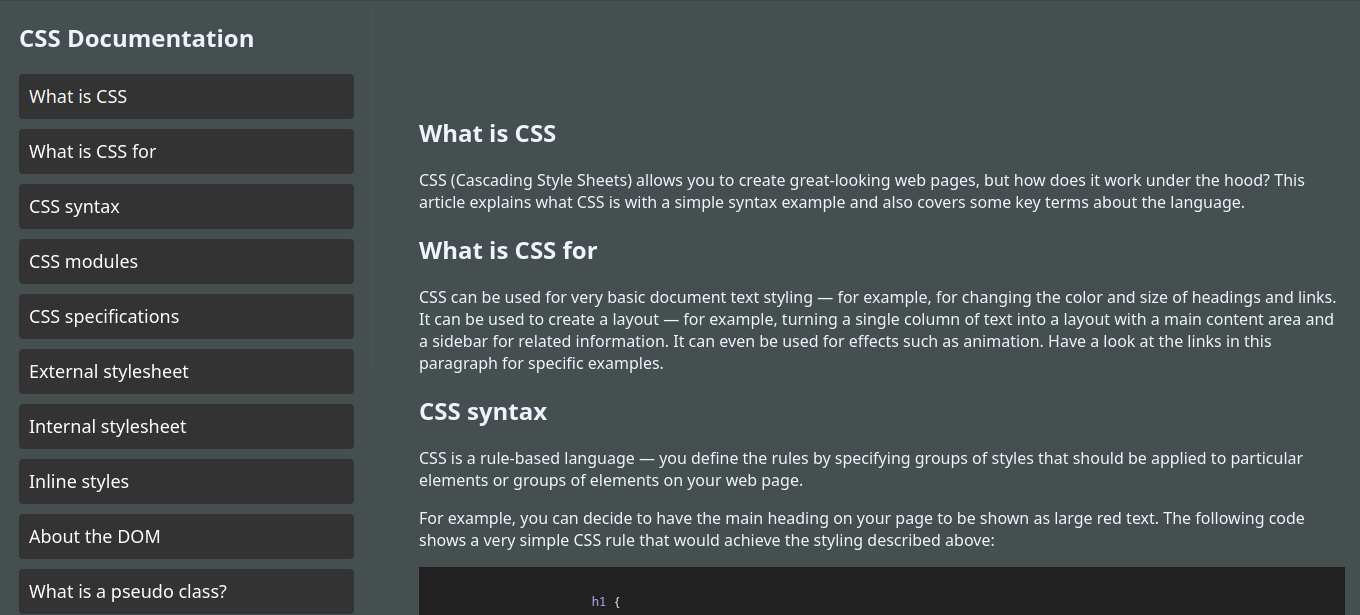 CSS Documentation
What is CSS
What is CSS for
CSS syntax
CSS modules
CSS specifications
External stylesheet
Internal stylesheet
Inline styles
About the DOM
What is a pseudo class?
What is CSS
CSS (Cascading Style Sheets) allows you to create great-looking web pages, but how does it work under the hood? This
article explains what CSS is with a simple syntax example and also covers some key terms about the language.
What is CSS for
CSS can be used for very basic document text styling — for example, for changing the color and size of headings and links.
It can be used to create a layout — for example, turning a single column of text into a layout with a main content area and
a sidebar for related information. It can even be used for effects such as animation. Have a look at the links in this
paragraph for specific examples.
CSS syntax
CSS is a rule-based language — you define the rules by specifying groups of styles that should be applied to particular
elements or groups of elements on your web page.
For example, you can decide to have the main heading on your page to be shown as large red text. The following code
shows a very simple CSS rule that would achieve the styling described above:
h1 {